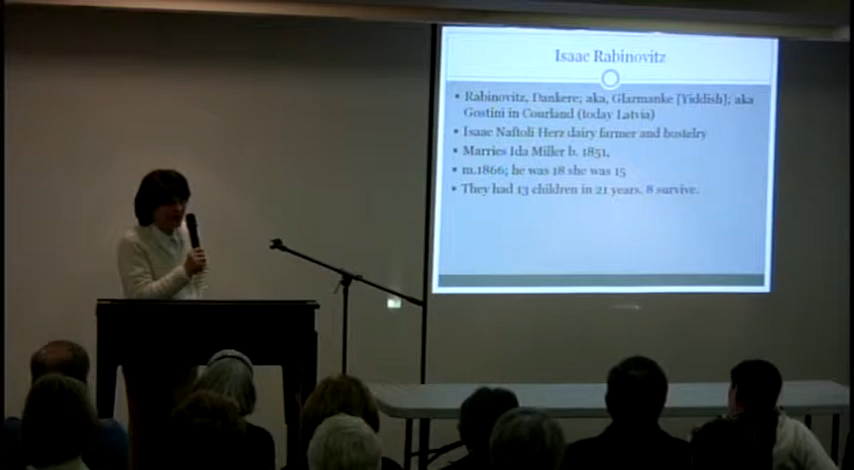 Isaac Rabinovitz
• Rabinovitz, Dankere; aka, Glazmanke [Yiddish]; aka
Gostini in Courland (today Latvia)
• Isaac Naftoli Herz dairy farmer and hostelry
• Marries Ida Miller b. 1851,
• m.1866; he was 18 she was 15
• They had 13 children in 21 years. 8 survive.